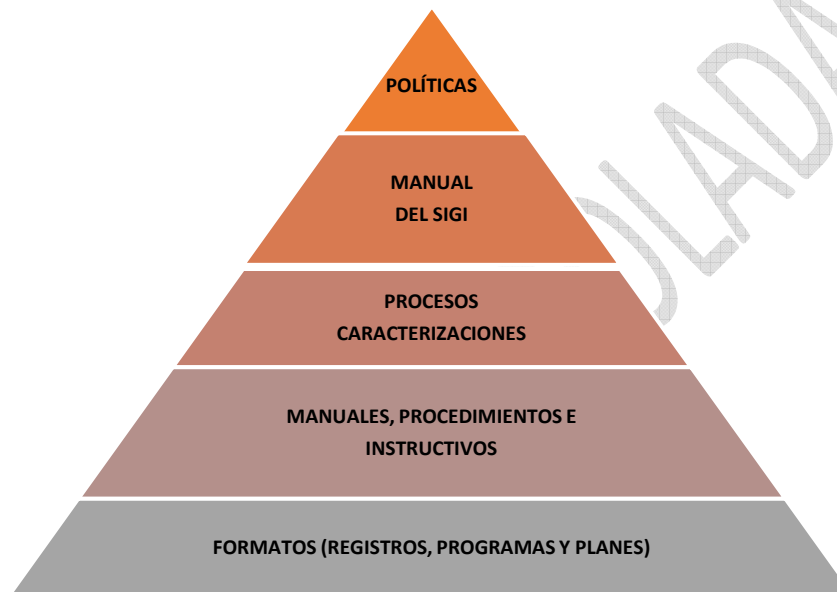 POLÍTICAS
MANUAL
DEL SIGI
PROCESOS
CARACTERIZACIONES
MANUALES, PROCEDIMIENTOS E
INSTRUCTIVOS
FORMATOS (REGISTROS, PROGRAMAS Y PLANES)